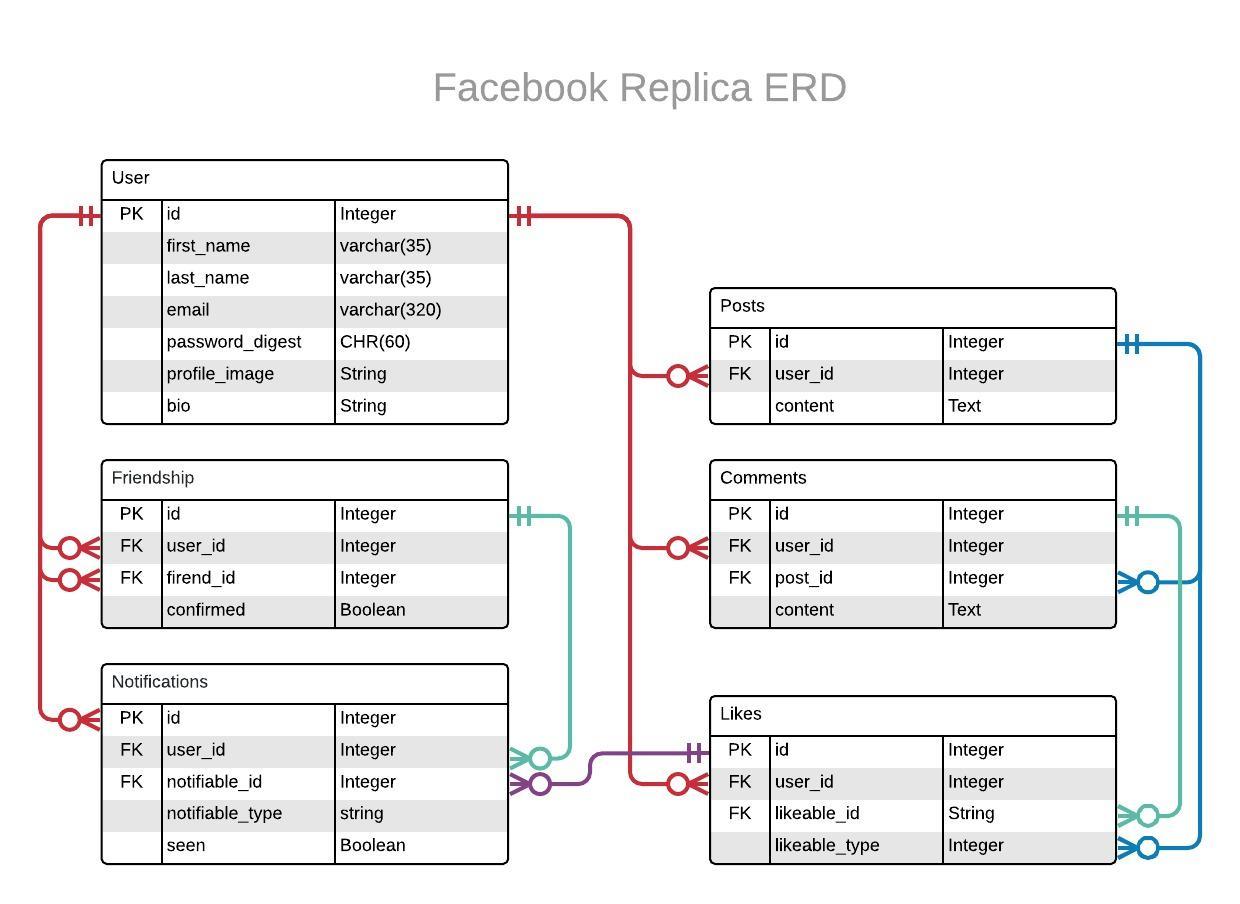 Facebook Replica ERD
User
PK id Integer
first_name varchar(35)
last_name varchar(35)
email varchar(320)
password_digest CHR(60)
profile_image String
bio String
Friendship
PK id Integer
FK user_id Integer
FK firend_id Integer
confirmed Boolean
Notifications
PK id Integer
FK user_id Integer
FK notifiable_id Integer
notifiable_type string
seen Boolean
Posts
PK id Integer
FK user_id Integer
content Text
Comments
PK id Integer
FK user_id Integer
FK post_id Integer
content Text
Likes
PK id Integer
FK user_id Integer
FK likeable_id String
likeable_type Integer